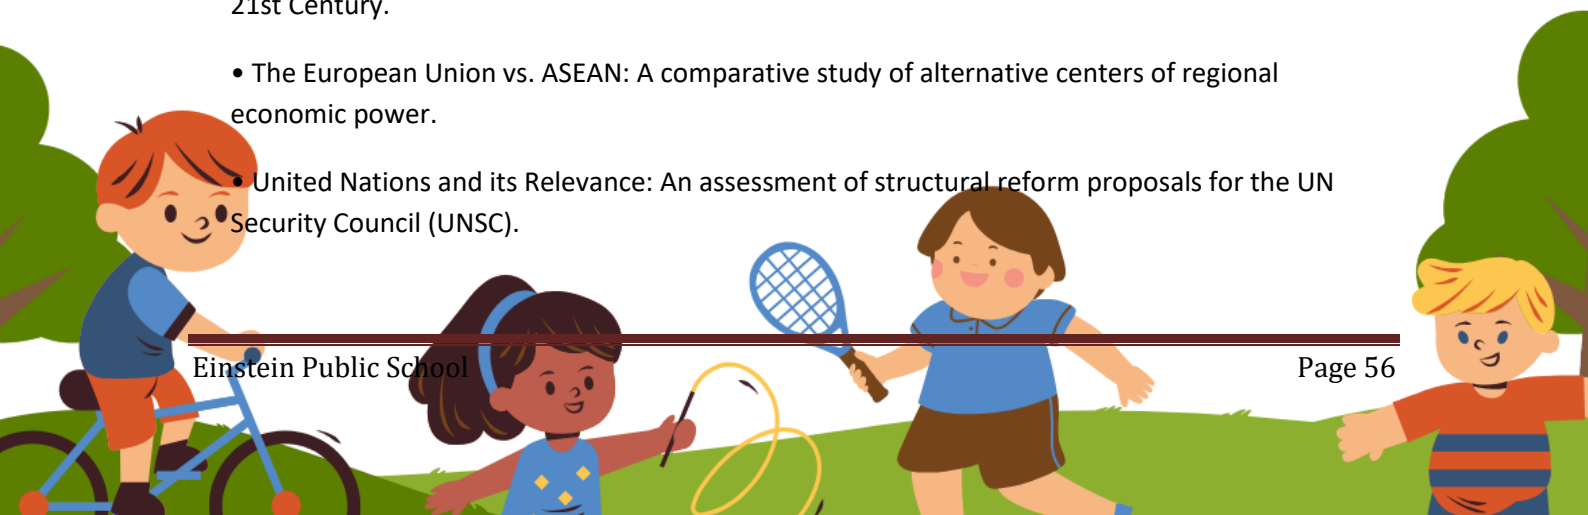 21st Century.
• The European Union vs. ASEAN: A comparative study of alternative centers of regional
economic power.
• United Nations and its Relevance: An assessment of structural reform proposals for the UN
Security Council (UNSC).
Einstein Public School
Page 56